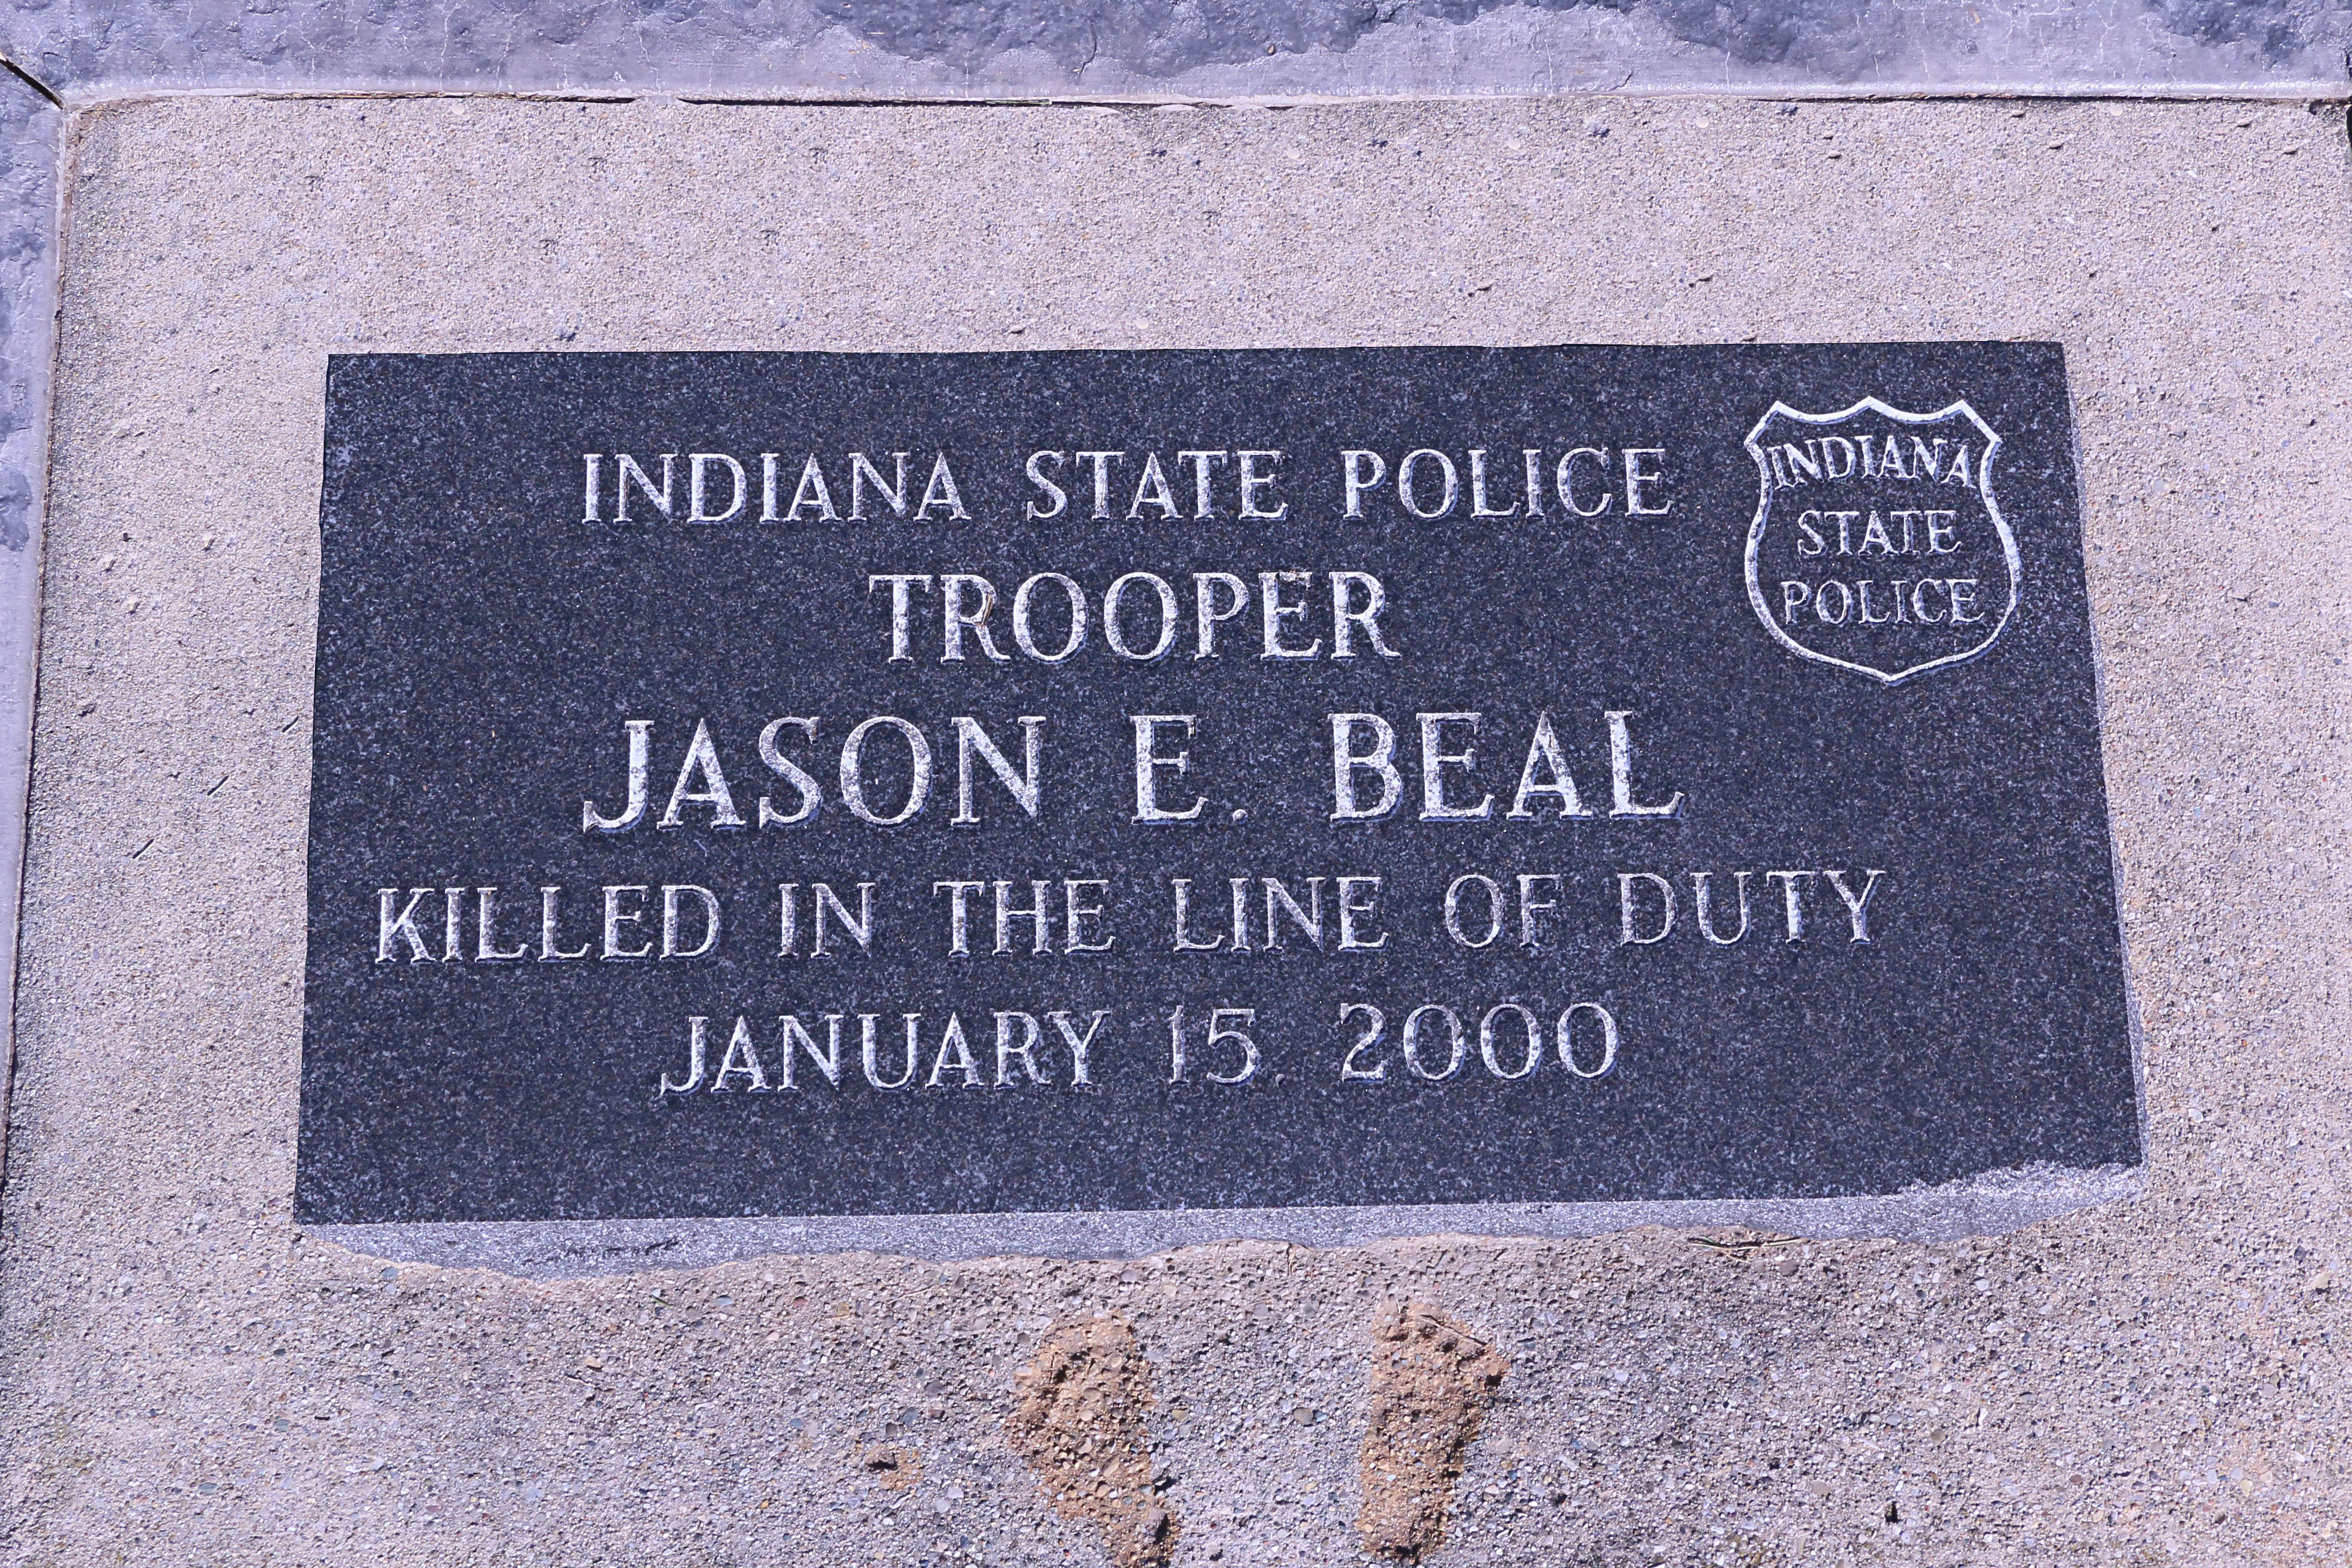 INDIANA STATE POLICE
TROOPER
JASON E. BEAL
KILLED IN THE LINE OF DUTY
JANUARY 15, 2000
INDIANA
STATE
POLICE